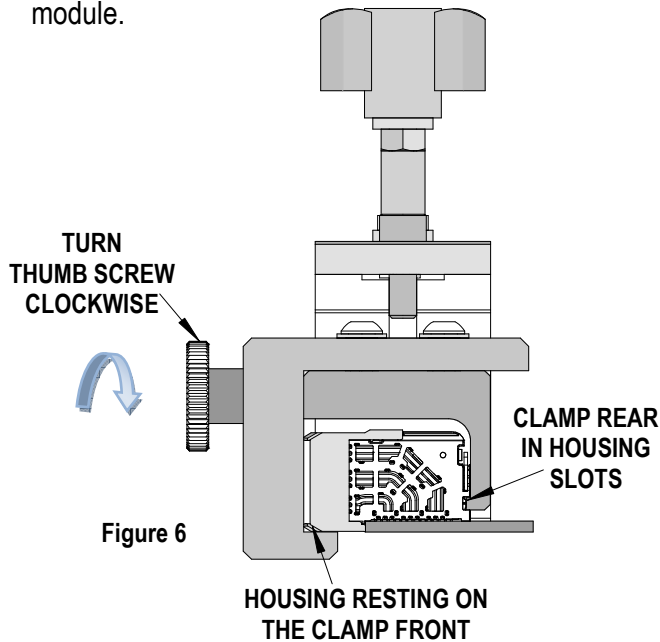 module.
TURN
THUMB SCREW
CLOCKWISE
CLAMP REAR
IN HOUSING
SLOTS
Figure 6
HOUSING RESTING ON
THE CLAMP FRONT